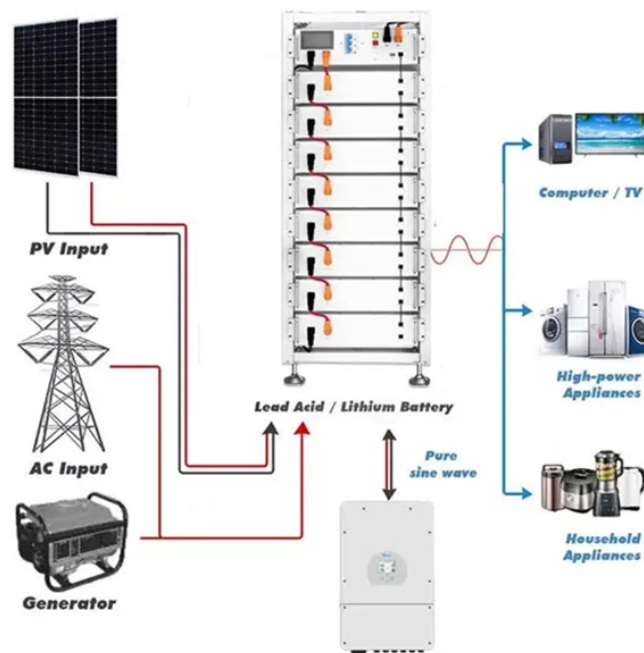 PV Input
AC Input
Generator
Lead Acid / Lithium Battery
Pure
sine wave
Computer / TV
High-power
Appliances
Household
Appliances